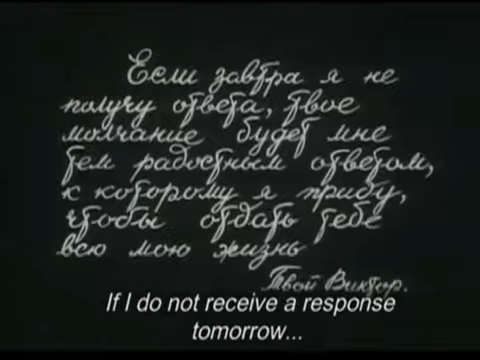 Если завтра я не
получу ответа, твое
молчание будет мне
тем радостным ответом,
к которому я приду,
чтобы отдать тебе
всю мою жизнь
Твой Виктор.
If I do not receive a response
tomorrow...